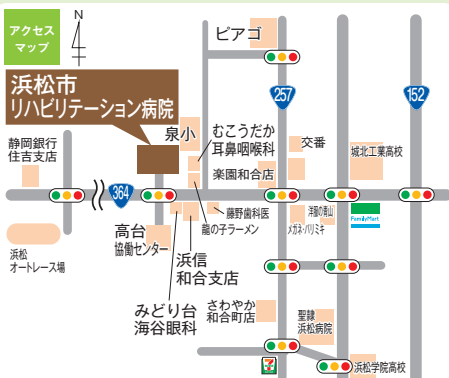 アクセス
マップ
N
ピアゴ
浜松市
リハビリテーション病院
257
152
静岡銀行
住吉支店
泉小
むこうだか
耳鼻咽喉科
楽園和合店
交番
城北工業高校
364
藤野歯科医
龍の子ラーメン
洋服の青山
メガネ・パリミキ
FamilyMart
浜松
オートレース場
高台
協働センター
浜信
和合支店
みどり台
海谷眼科
さわやか
和合町店
聖隷
浜松病院
浜松学院高校